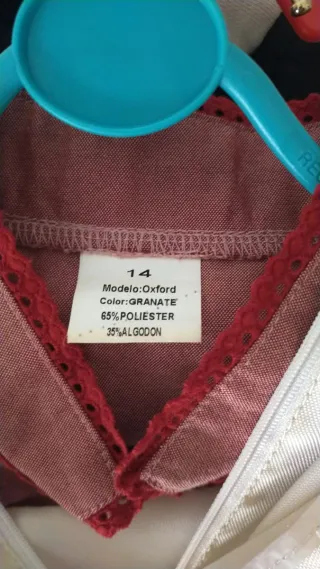 14
Modelo:Oxford
Color:GRANATE
65%POLIESTER
35%ALGODON